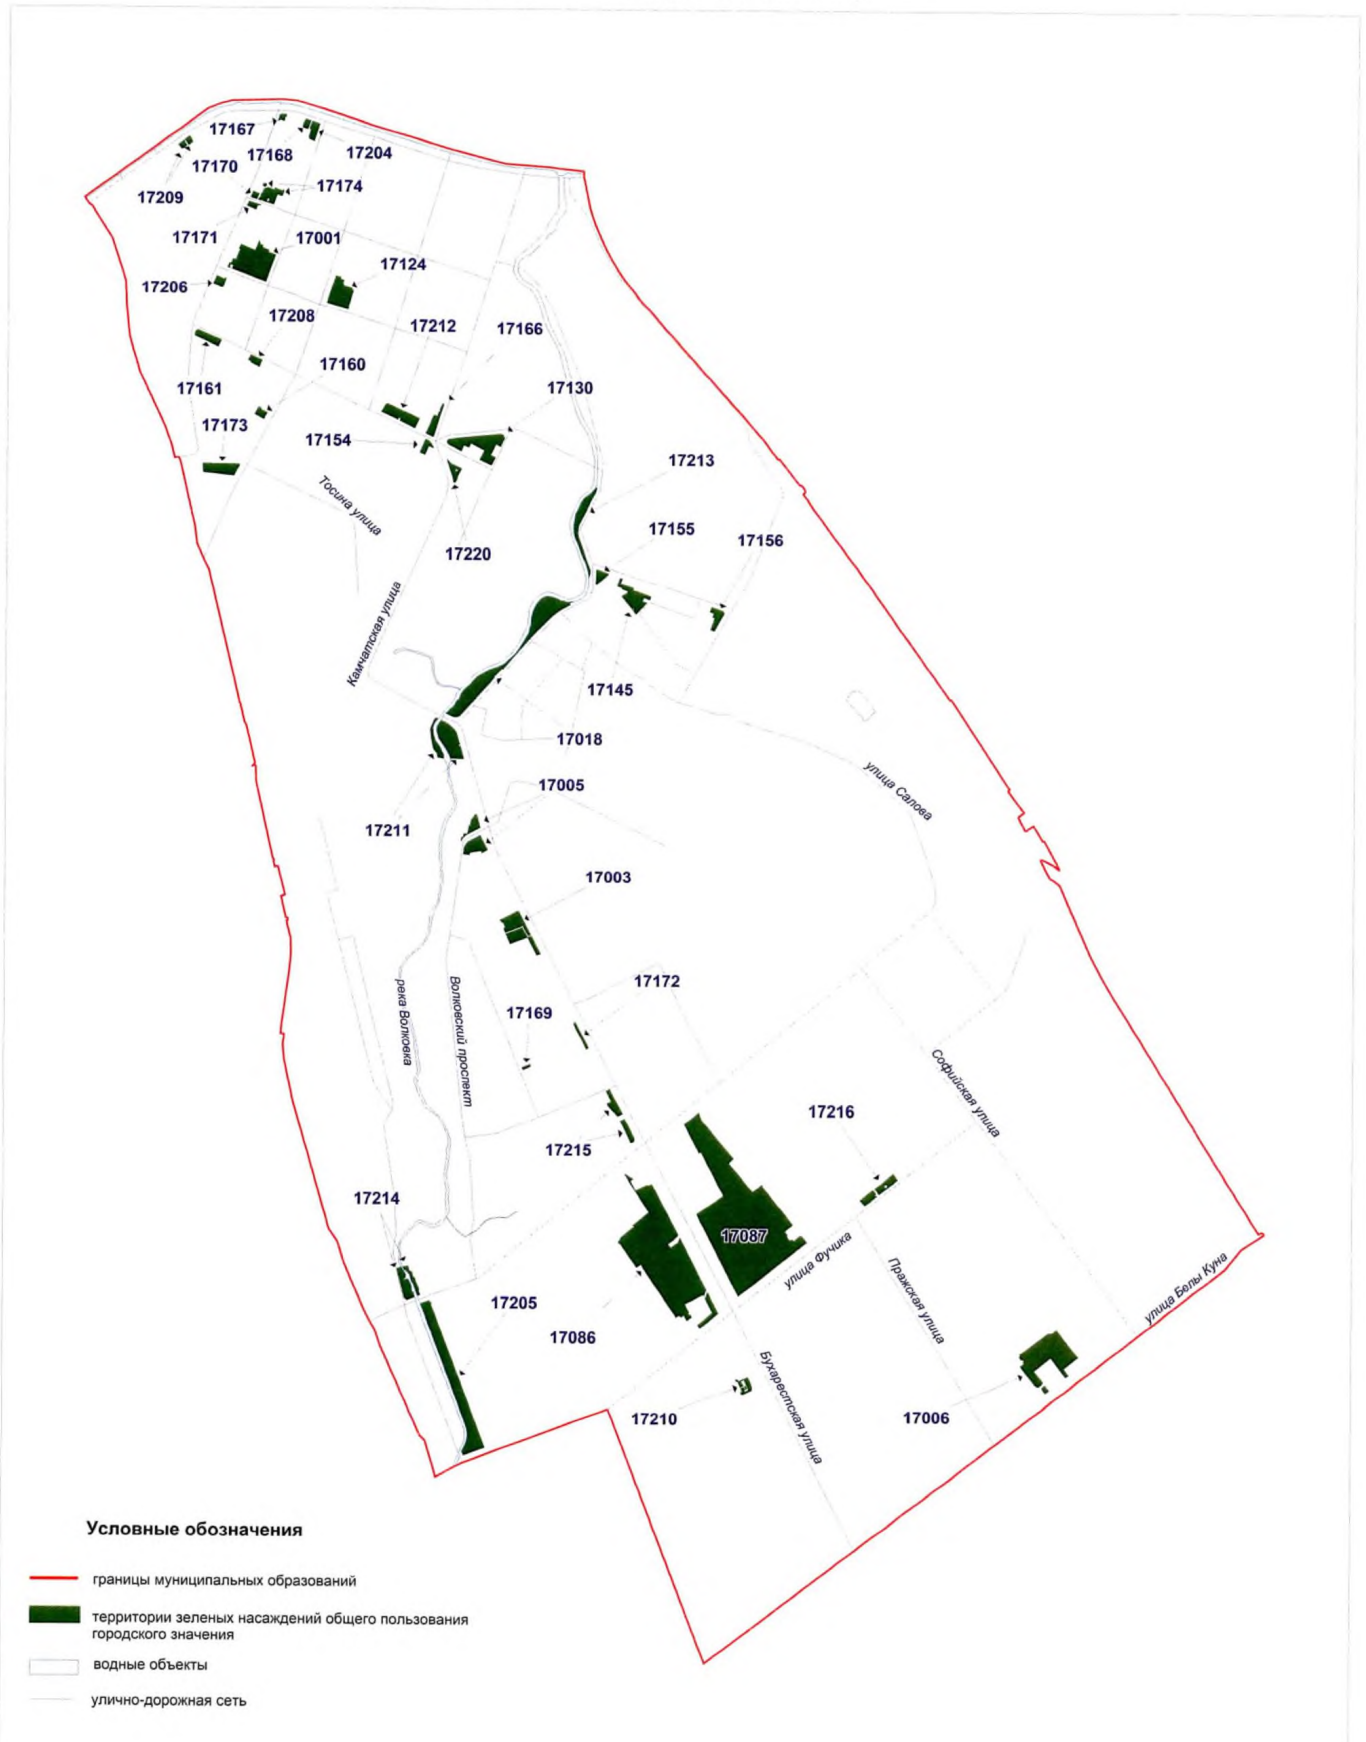 17167
17168
17204
17170
17174
17209
17171
17001
17206
17124
17208
17212
17166
17160
17161
17130
17173
17154
17213
Тосина улица
17155
17156
17220
Камчатская улица
17145
17018
17005
улица Салова
17211
17003
17172
река Волковка
Волковский проспект
17169
Софийская улица
17216
17215
17214
17087
улица Фучика
Пражская улица
улица Белы Куна
17205
17086
Бухарестская улица
17210
17006
Условные обозначения
границы муниципальных образований
территории зеленых насаждений общего пользования
городского значения
водные объекты
улично-дорожная сеть